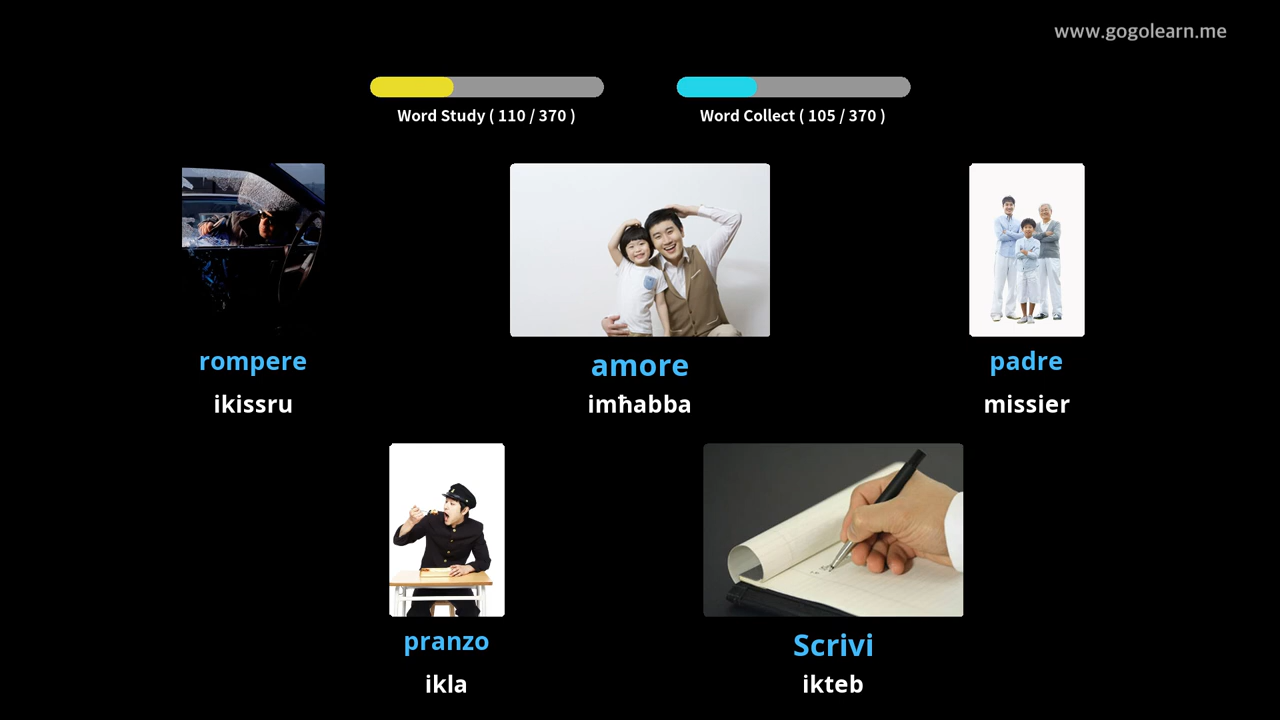 www.gogolearn.me
Word Study ( 110 / 370 )
Word Collect ( 105 / 370 )
rompere
ikissru
amore
imħabba
padre
missier
pranzo
ikla
Scrivi
ikteb